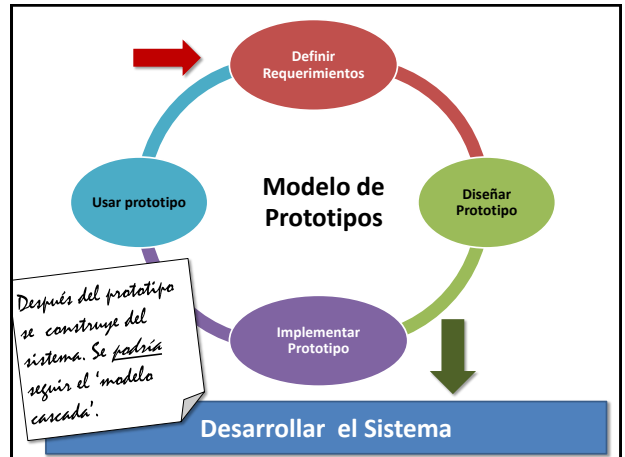 Definir
Requerimientos
Usar prototipo
Modelo de
Prototipos
Diseñar
Prototipo
Implementar
Prototipo
Después del prototipo
se construye del
sistema. Se podría
seguir el 'modelo
cascada'.
Desarrollar el Sistema